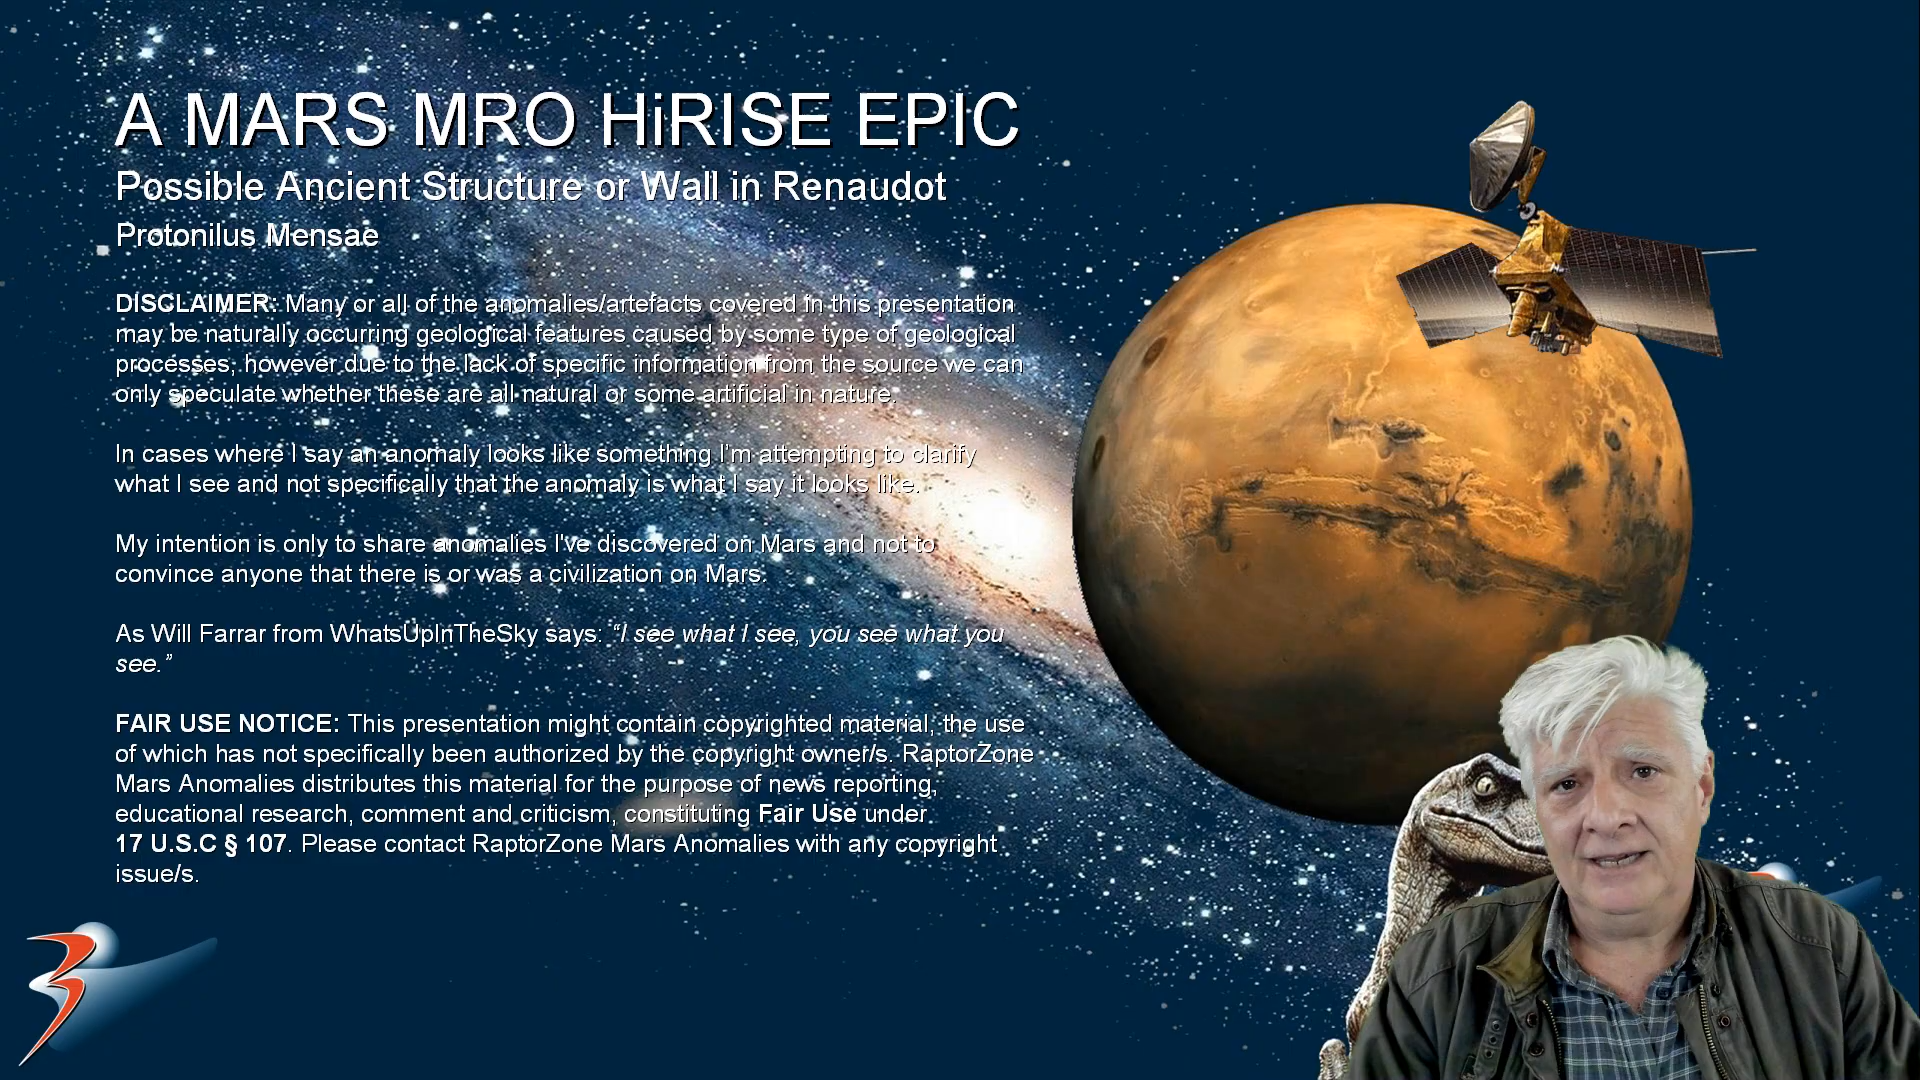 A MARS MRO HiRISE EPIC
Possible Ancient Structure or Wall in Renaudot
Protonilus Mensae
DISCLAIMER: Many or all of the anomalies/artefacts covered in this presentation
may be naturally occurring geological features caused by some type of geological
processes, however due to the lack of specific information from the source we can
only speculate whether these are all natural or some artificial in nature.
In cases where I say an anomaly looks like something I'm attempting to clarify
what I see and not specifically that the anomaly is what I say it looks like.
My intention is only to share anomalies I've discovered on Mars and not to
convince anyone that there is or was a civilization on Mars.
As Will Farrar from WhatsUpInTheSky says: “I see what I see, you see what you
see.”
FAIR USE NOTICE: This presentation might contain copyrighted material, the use
of which has not specifically been authorized by the copyright owner/s. RaptorZone
Mars Anomalies distributes this material for the purpose of news reporting,
educational research, comment and criticism, constituting Fair Use under
17 U.S.C § 107. Please contact RaptorZone Mars Anomalies with any copyright
issue/s.